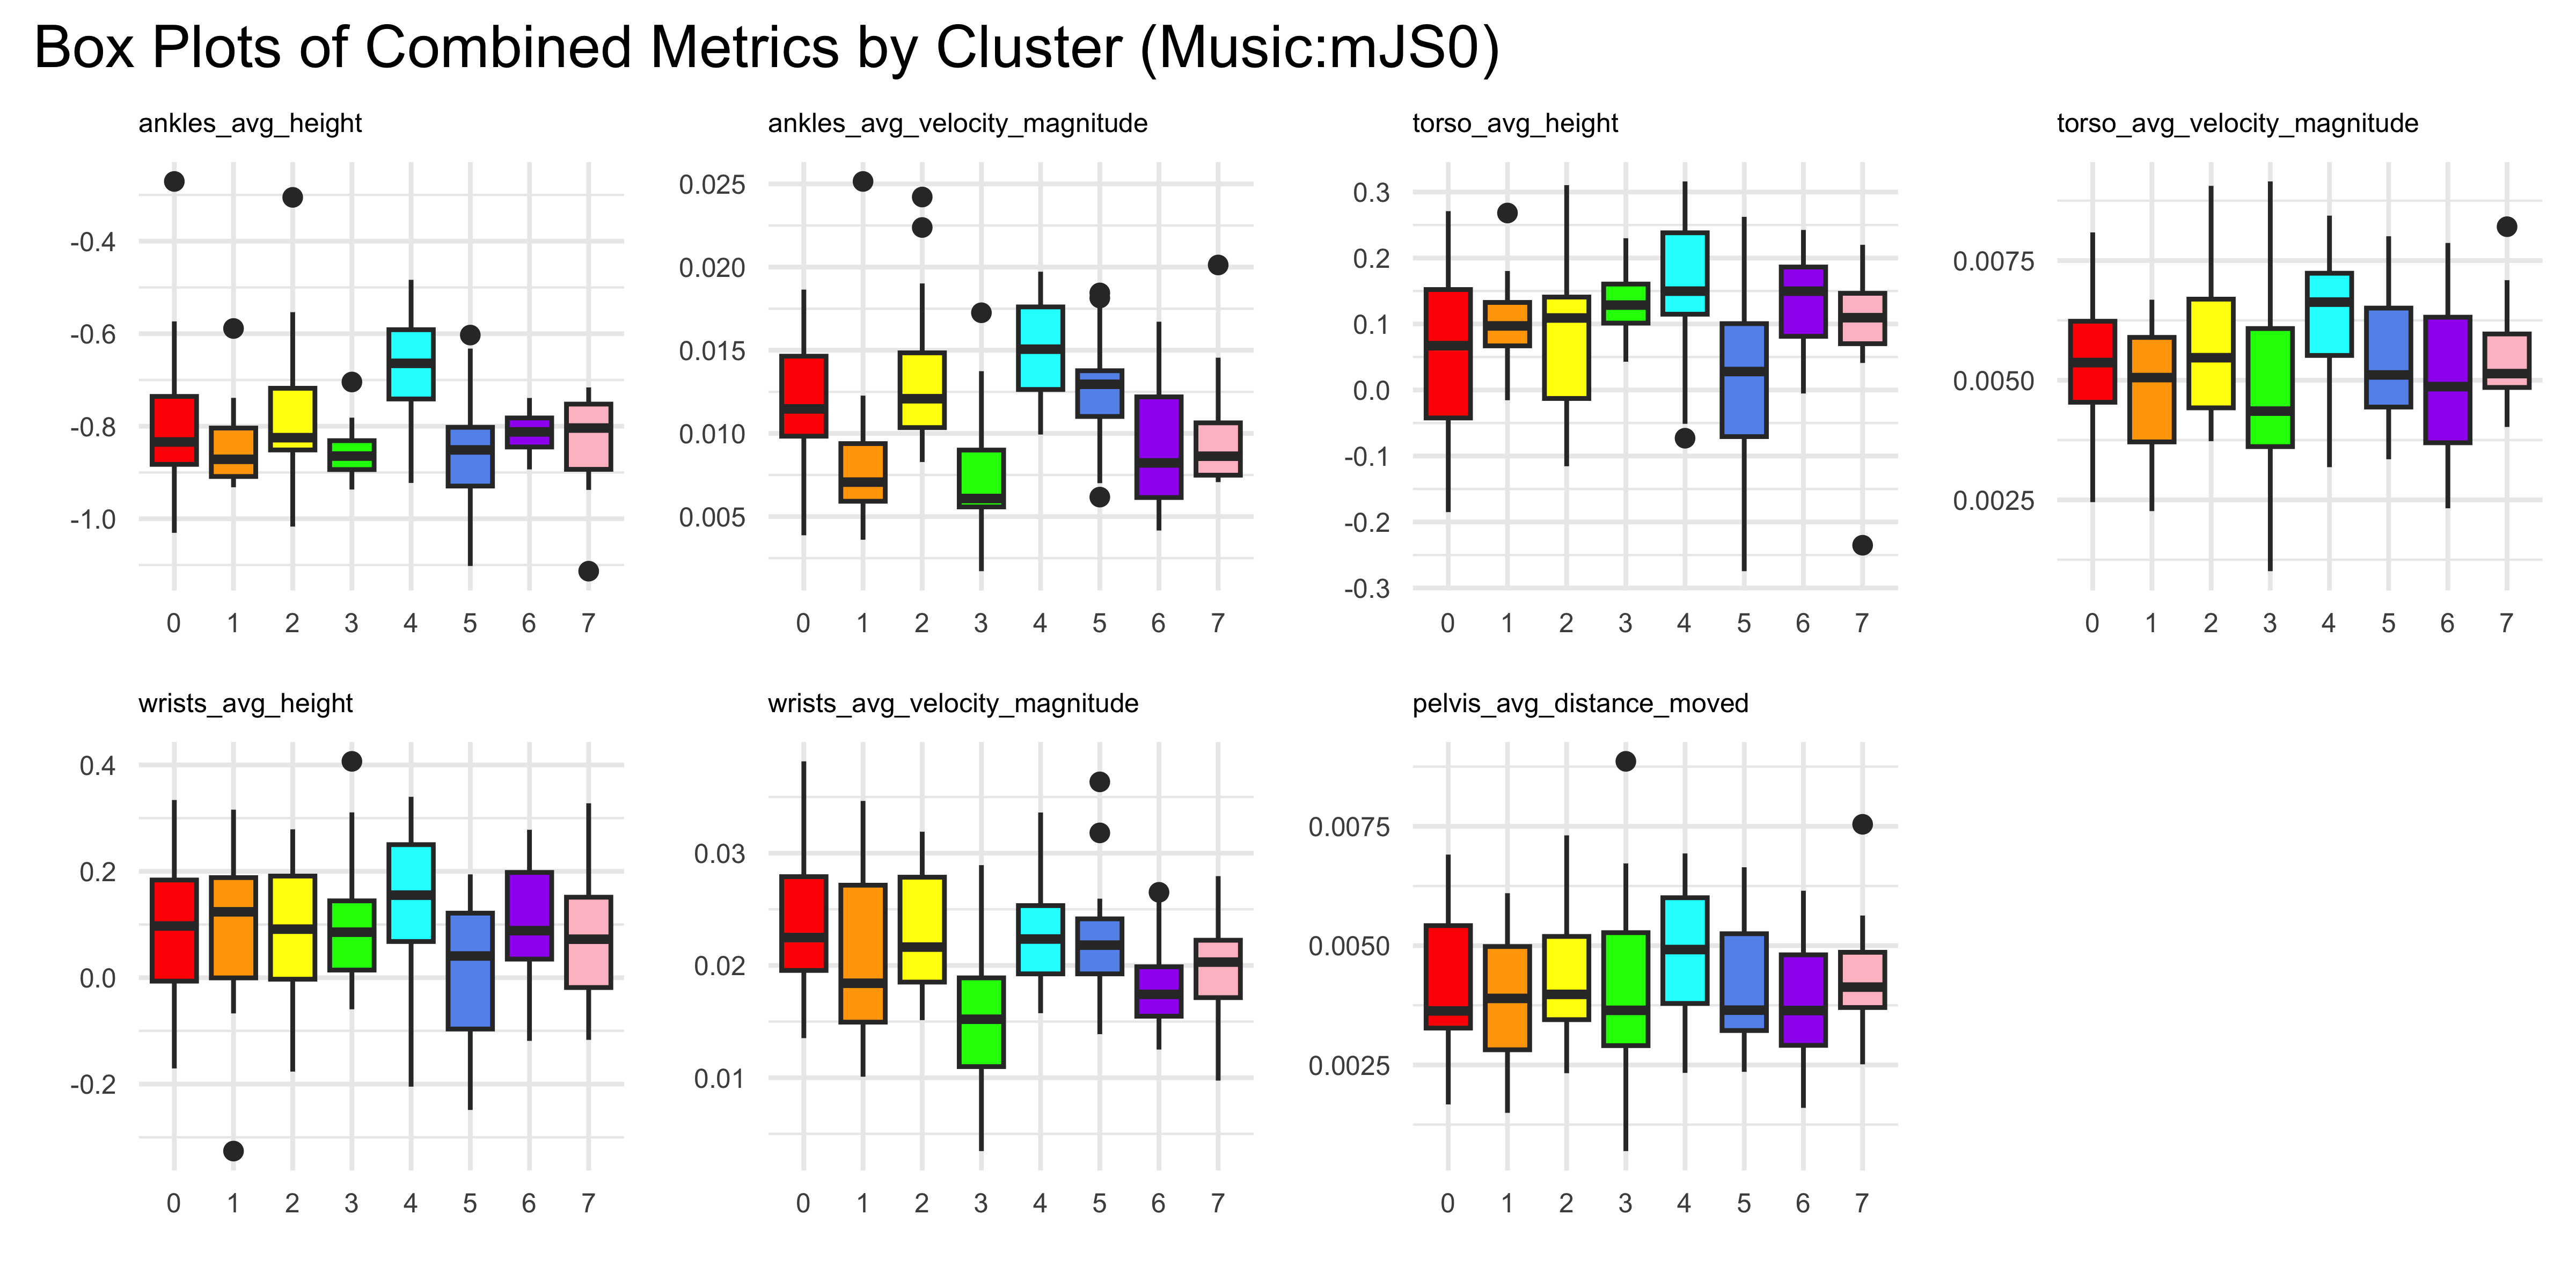 Box Plots of Combined Metrics by Cluster (Music:mJS0)
ankles_avg_height
-0.4
-0.6
-0.8
-1.0
0 1 2 3 4 5 6 7
ankles_avg_velocity_magnitude
0.025
0.020
0.015
0.010
0.005
0 1 2 3 4 5 6 7
torso_avg_height
0.3
0.2
0.1
0.0
-0.1
-0.2
-0.3
0 1 2 3 4 5 6 7
torso_avg_velocity_magnitude
0.0075
0.0050
0.0025
0 1 2 3 4 5 6 7
wrists_avg_height
0.4
0.2
0.0
-0.2
0 1 2 3 4 5 6 7
wrists_avg_velocity_magnitude
0.03
0.02
0.01
0 1 2 3 4 5 6 7
pelvis_avg_distance_moved
0.0075
0.0050
0.0025
0 1 2 3 4 5 6 7